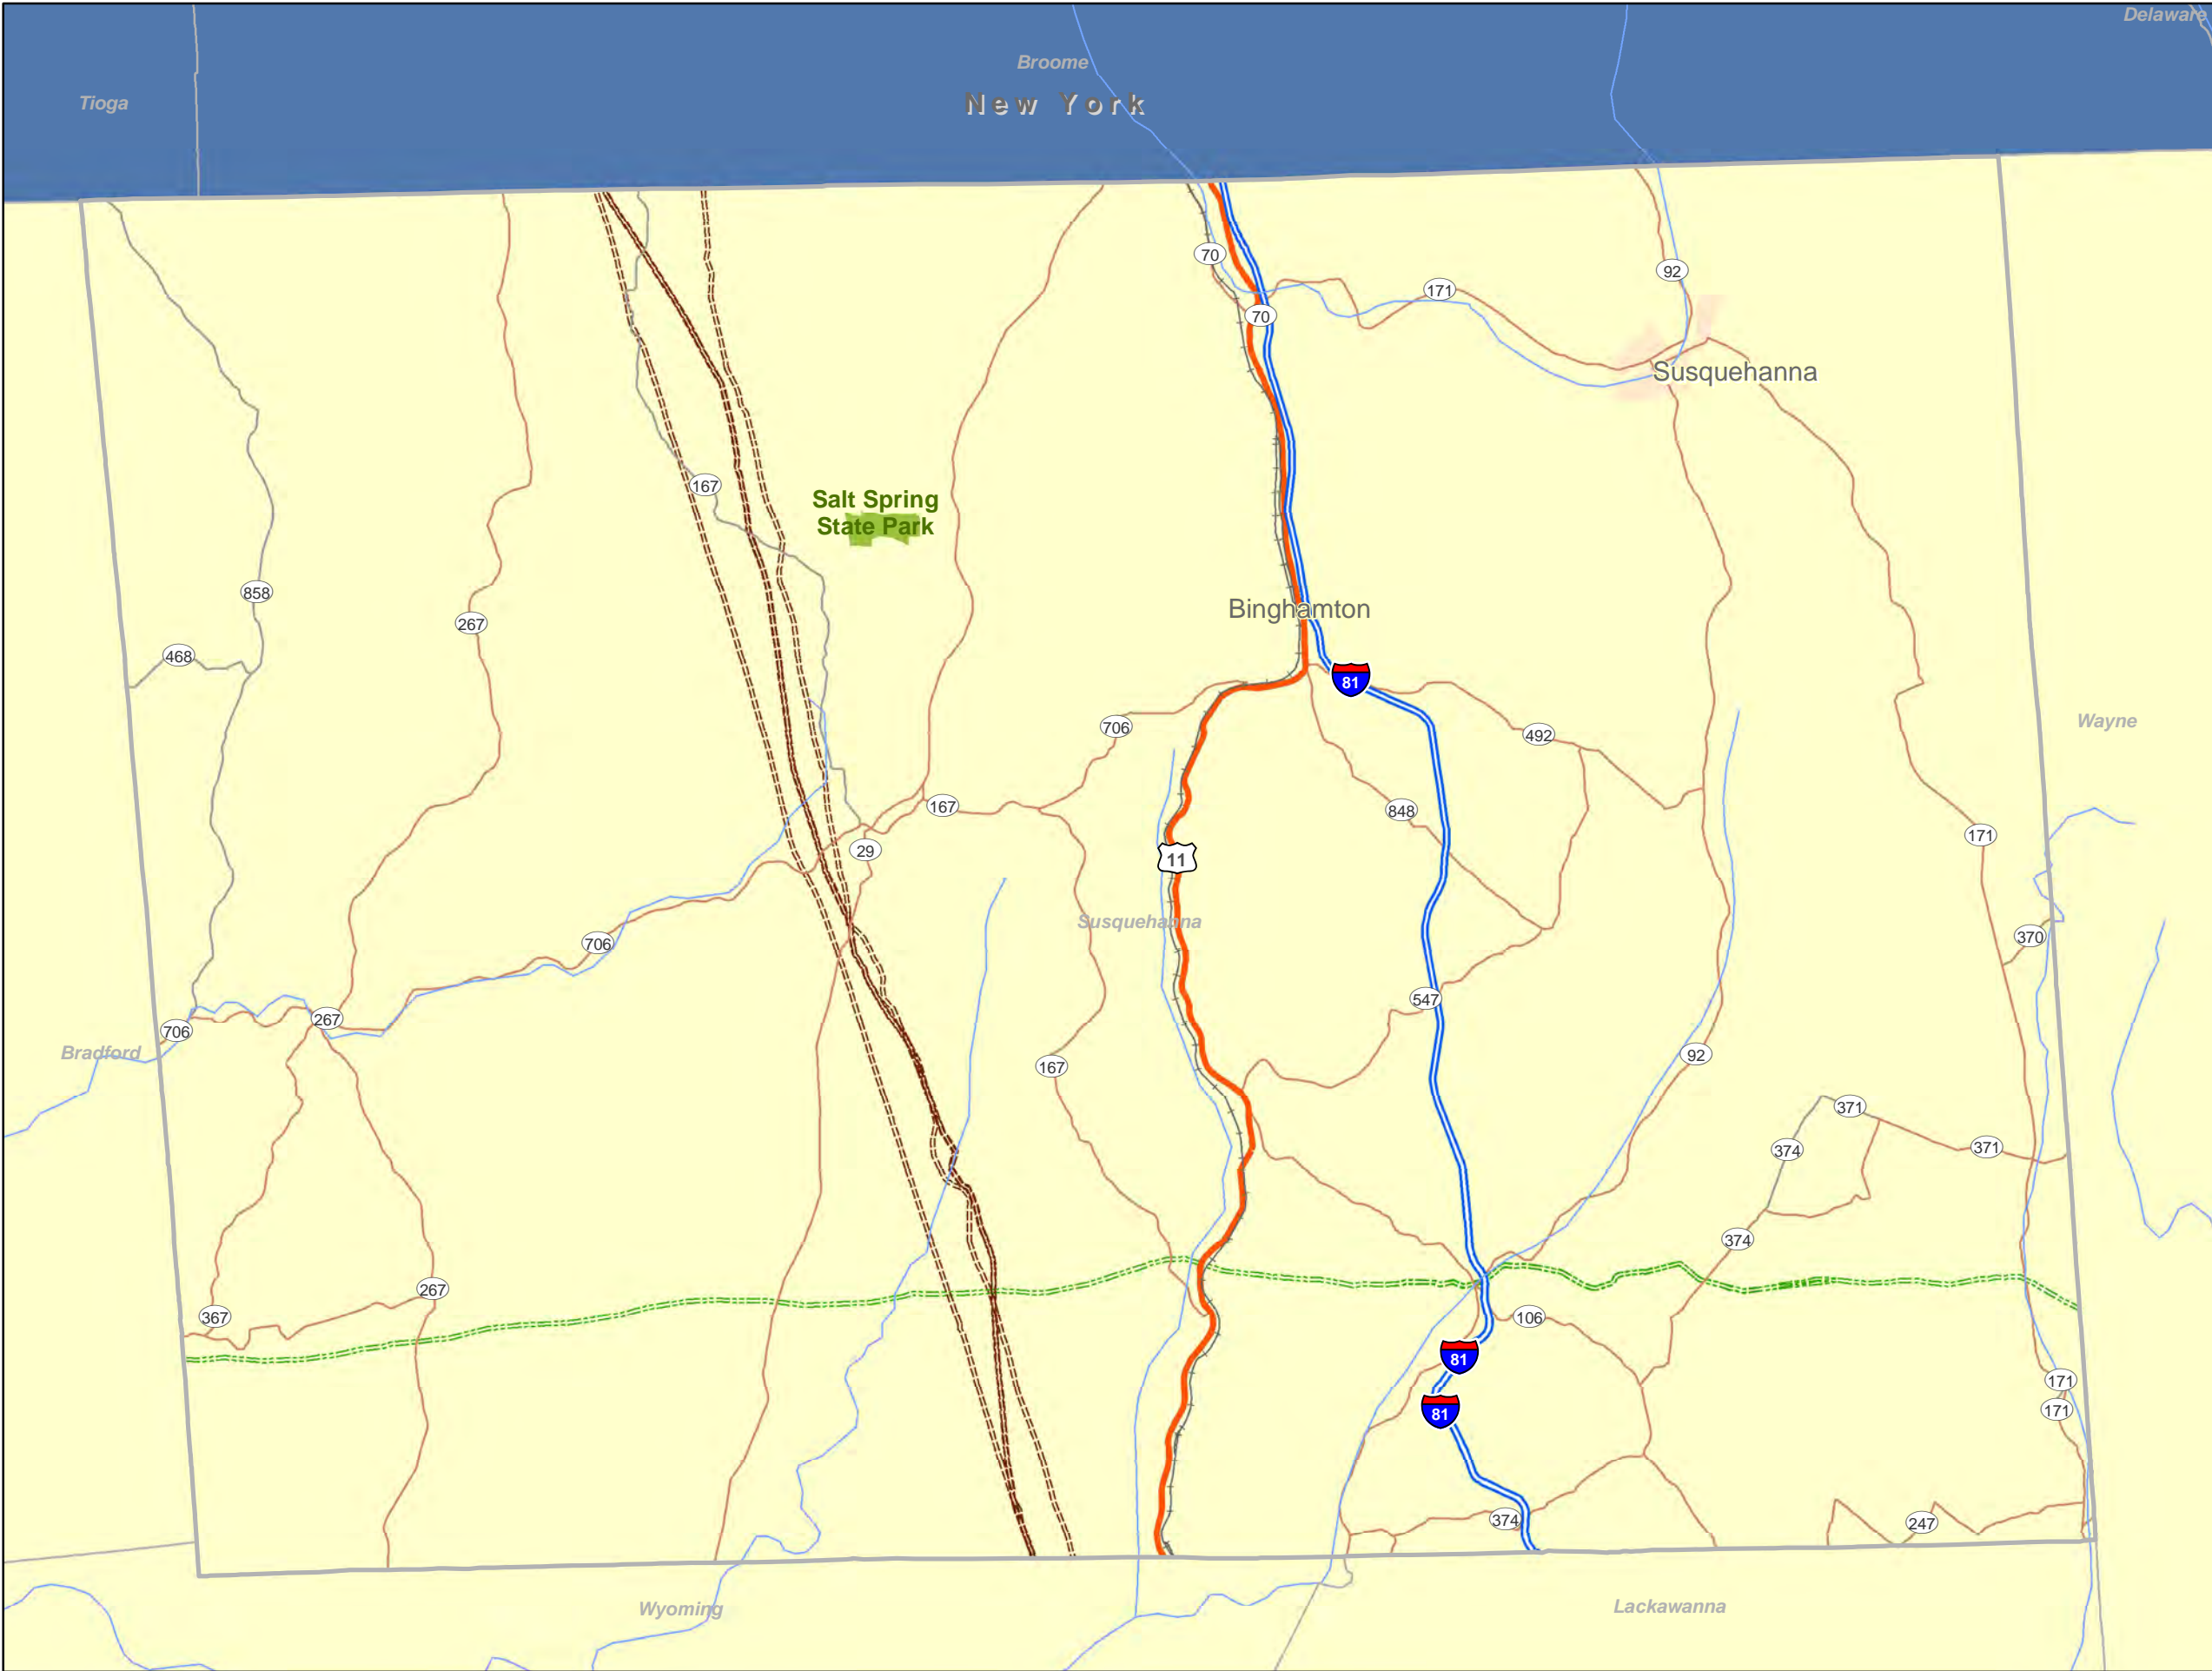 Delaware
Broome
Tioga
New York
70
92
171
70
Susquehanna
167
Salt Spring
State Park
858
Binghamton
267
468
81
Wayne
706
492
167
848
171
29
11
Susquehanna
370
706
547
267
706
Bradford
92
167
371
371
374
374
267
367
106
81
171
171
81
374
247
Wyoming
Lackawanna